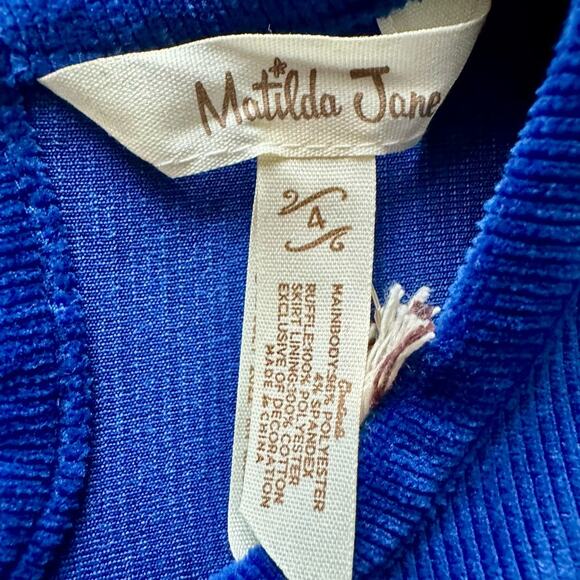 Matilda Jane
4
MAINBODY:96% POLYESTER
4% SPANDEX
RUFFLE:100% POLYESTER
SKIRT LINING:100% COTTON
EXCLUSIVE OF DECORATION
MADE IN CHINA